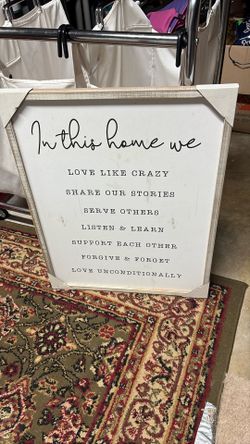 In this home we
LOVE LIKE CRAZY
SHARE OUR STORIES
SERVE OTHERS
LISTEN & LEARN
SUPPORT EACH OTHER
FORGIVE & FORGET
LOVE UNCONDITIONALLY